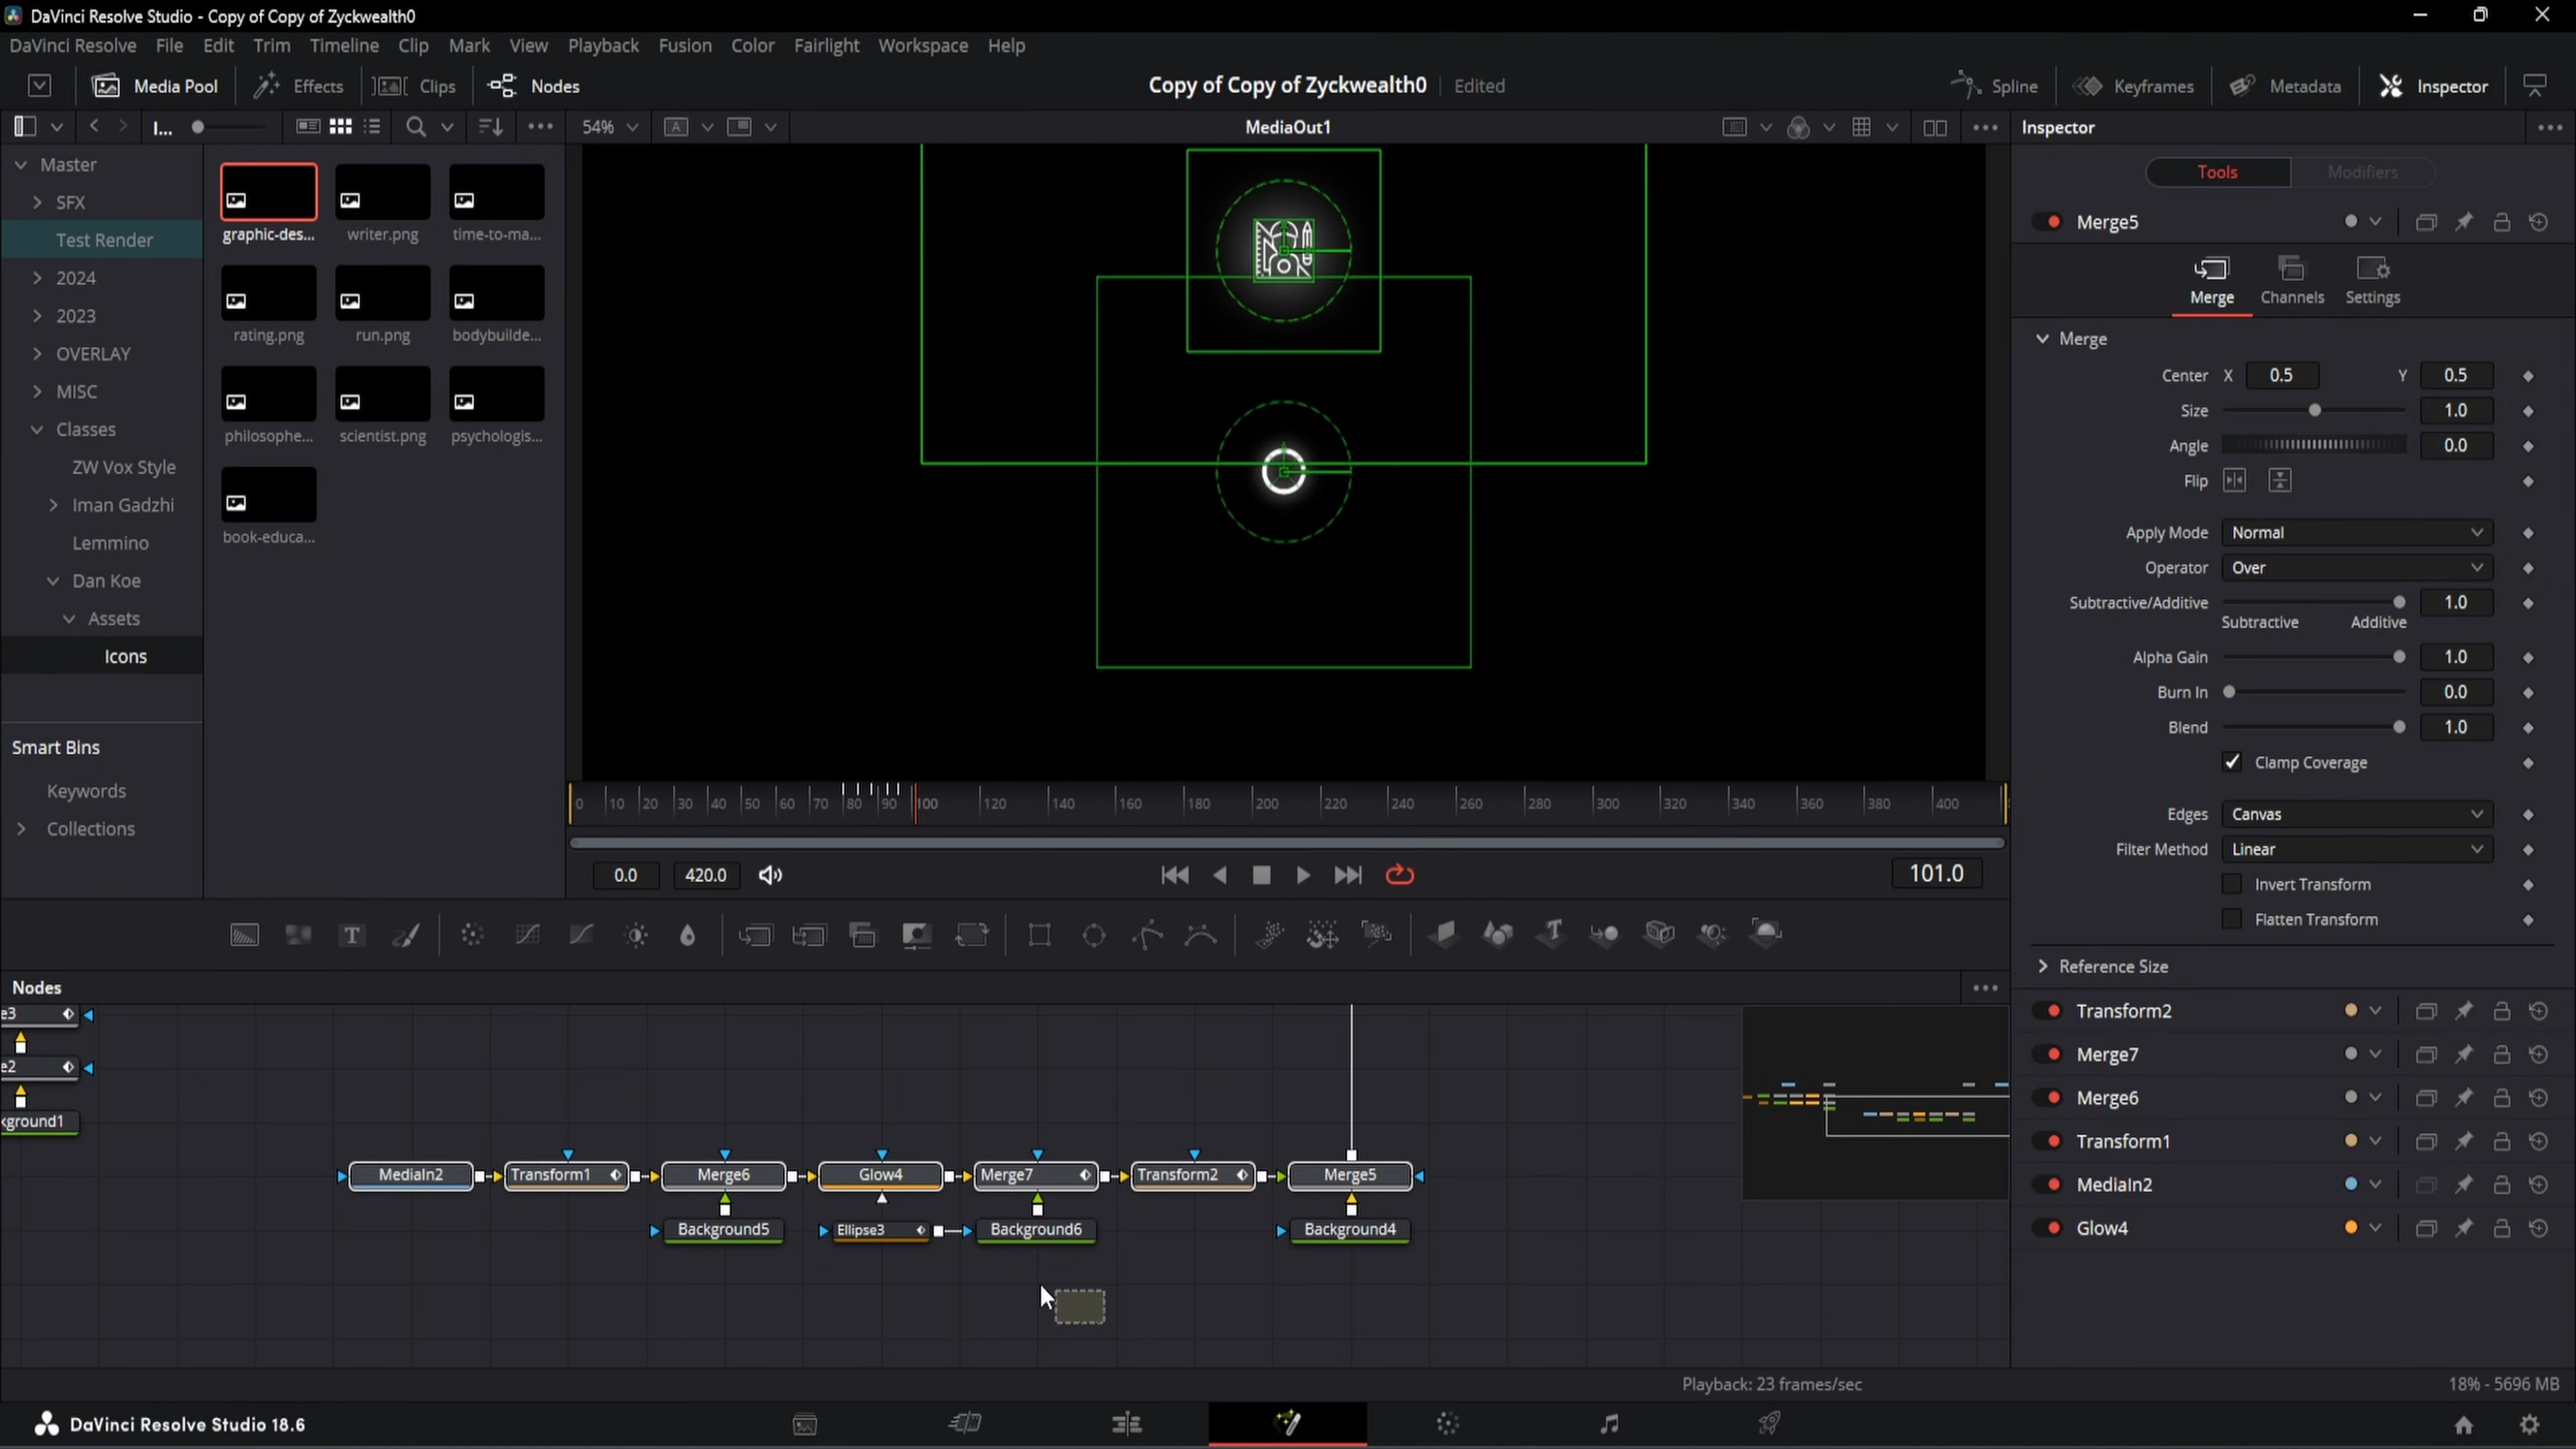 DaVinci Resolve Studio - Copy of Copy of Zyckwealth0
DaVinci Resolve File Edit Trim Timeline Clip Mark View Playback Fusion Color Fairlight Workspace Help
Media Pool Effects Clips Nodes Copy of Copy of Zyckwealth0 Edited Spline Keyframes Metadata Inspector
I... 54% A MediaOut1 Inspector
Master
SFX
Test Render
2024
2023
OVERLAY
MISC
Classes
ZW Vox Style
Iman Gadzhi
Lemmino
Dan Koe
Assets
Icons
Smart Bins
Keywords
Collections
graphic-des... writer.png time-to-ma...
rating.png run.png bodybuilde...
philosophe... scientist.png psychologis...
book-educa...
0 10 20 30 40 50 60 70 80 90 100 120 140 160 180 200 220 240 260 280 300 320 340 360 380 400
0.0 420.0 101.0
T
T
Tools Modifiers
Merge5
Merge Channels Settings
Merge
Center X 0.5 Y 0.5
Size 1.0
Angle 0.0
Flip
Apply Mode Normal
Operator Over
Subtractive/Additive 1.0
Subtractive Additive
Alpha Gain 1.0
Burn In 0.0
Blend 1.0
Clamp Coverage
Edges Canvas
Filter Method Linear
Invert Transform
Flatten Transform
Reference Size
Transform2
Merge7
Merge6
Transform1
MediaIn2
Glow4
Nodes
e3
e2
kground1
MediaIn2 Transform1 Merge6 Glow4 Merge7 Transform2 Merge5
Background5 Ellipse3 Background6 Background4
Playback: 23 frames/sec 18% - 5696 MB
DaVinci Resolve Studio 18.6